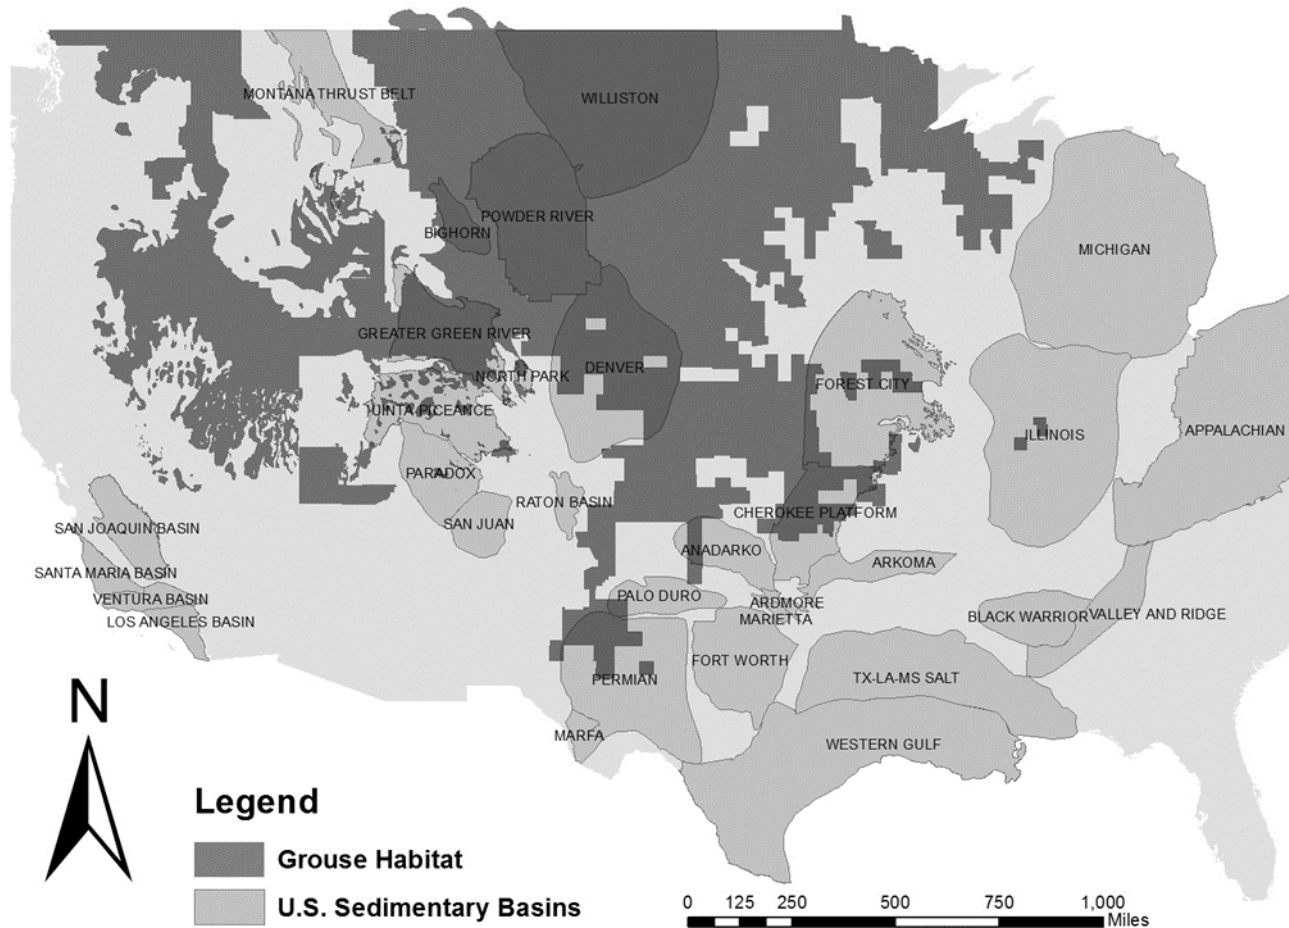 MONTANA THRUST BELT
WILLISTON
POWDER RIVER
BIGHORN
MICHIGAN
GREATER GREEN RIVER
NORTH PARK
DENVER
FOREST CITY
UINTA-PICEANCE
ILLINOIS
APPALACHIAN
PARADOX
RATON BASIN
CHEROKEE PLATFORM
SAN JOAQUIN BASIN
SAN JUAN
ANADARKO
ARKOMA
SANTA MARIA BASIN
VENTURA BASIN
PALO DURO
ARDMORE
MARIETTA
BLACK WARRIOR
VALLEY AND RIDGE
LOS ANGELES BASIN
FORT WORTH
PERMIAN
TX-LA-MS SALT
MARFA
WESTERN GULF
N
Legend
Grouse Habitat
U.S. Sedimentary Basins
0 125 250 500 750 1,000
Miles